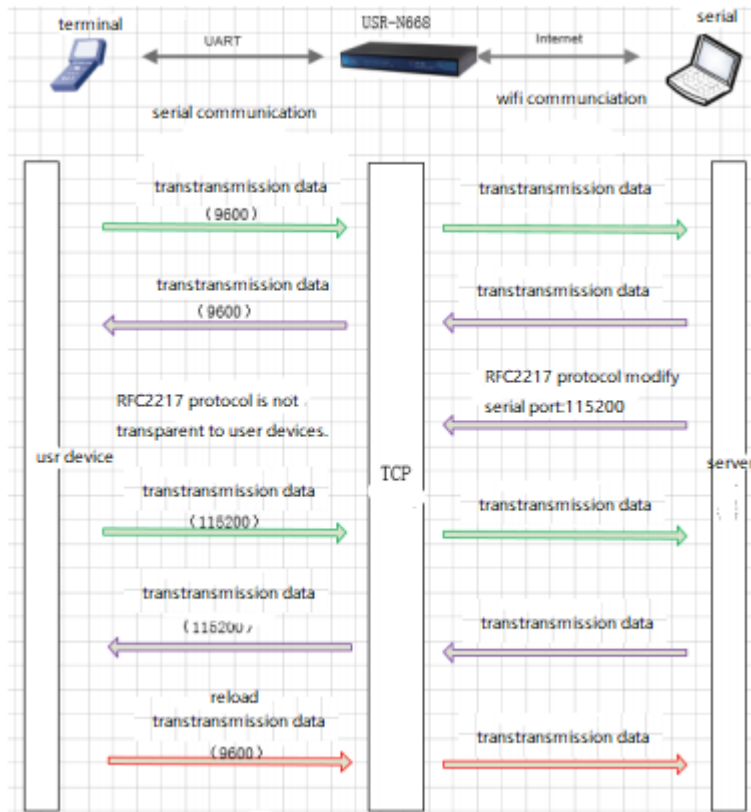 terminal
USR-N668
serial
UART
Internet
serial communication
wifi communciation
transtransmission data
(9600)
transtransmission data
transtransmission data
(9600)
transtransmission data
RFC2217 protocol modify
serial port:115200
RFC2217 protocol is not
transparent to user devices.
usr device
TCP
server
transtransmission data
(115200)
transtransmission data
transtransmission data
(115200)
transtransmission data
reload
transtransmission data
(9600)
transtransmission data